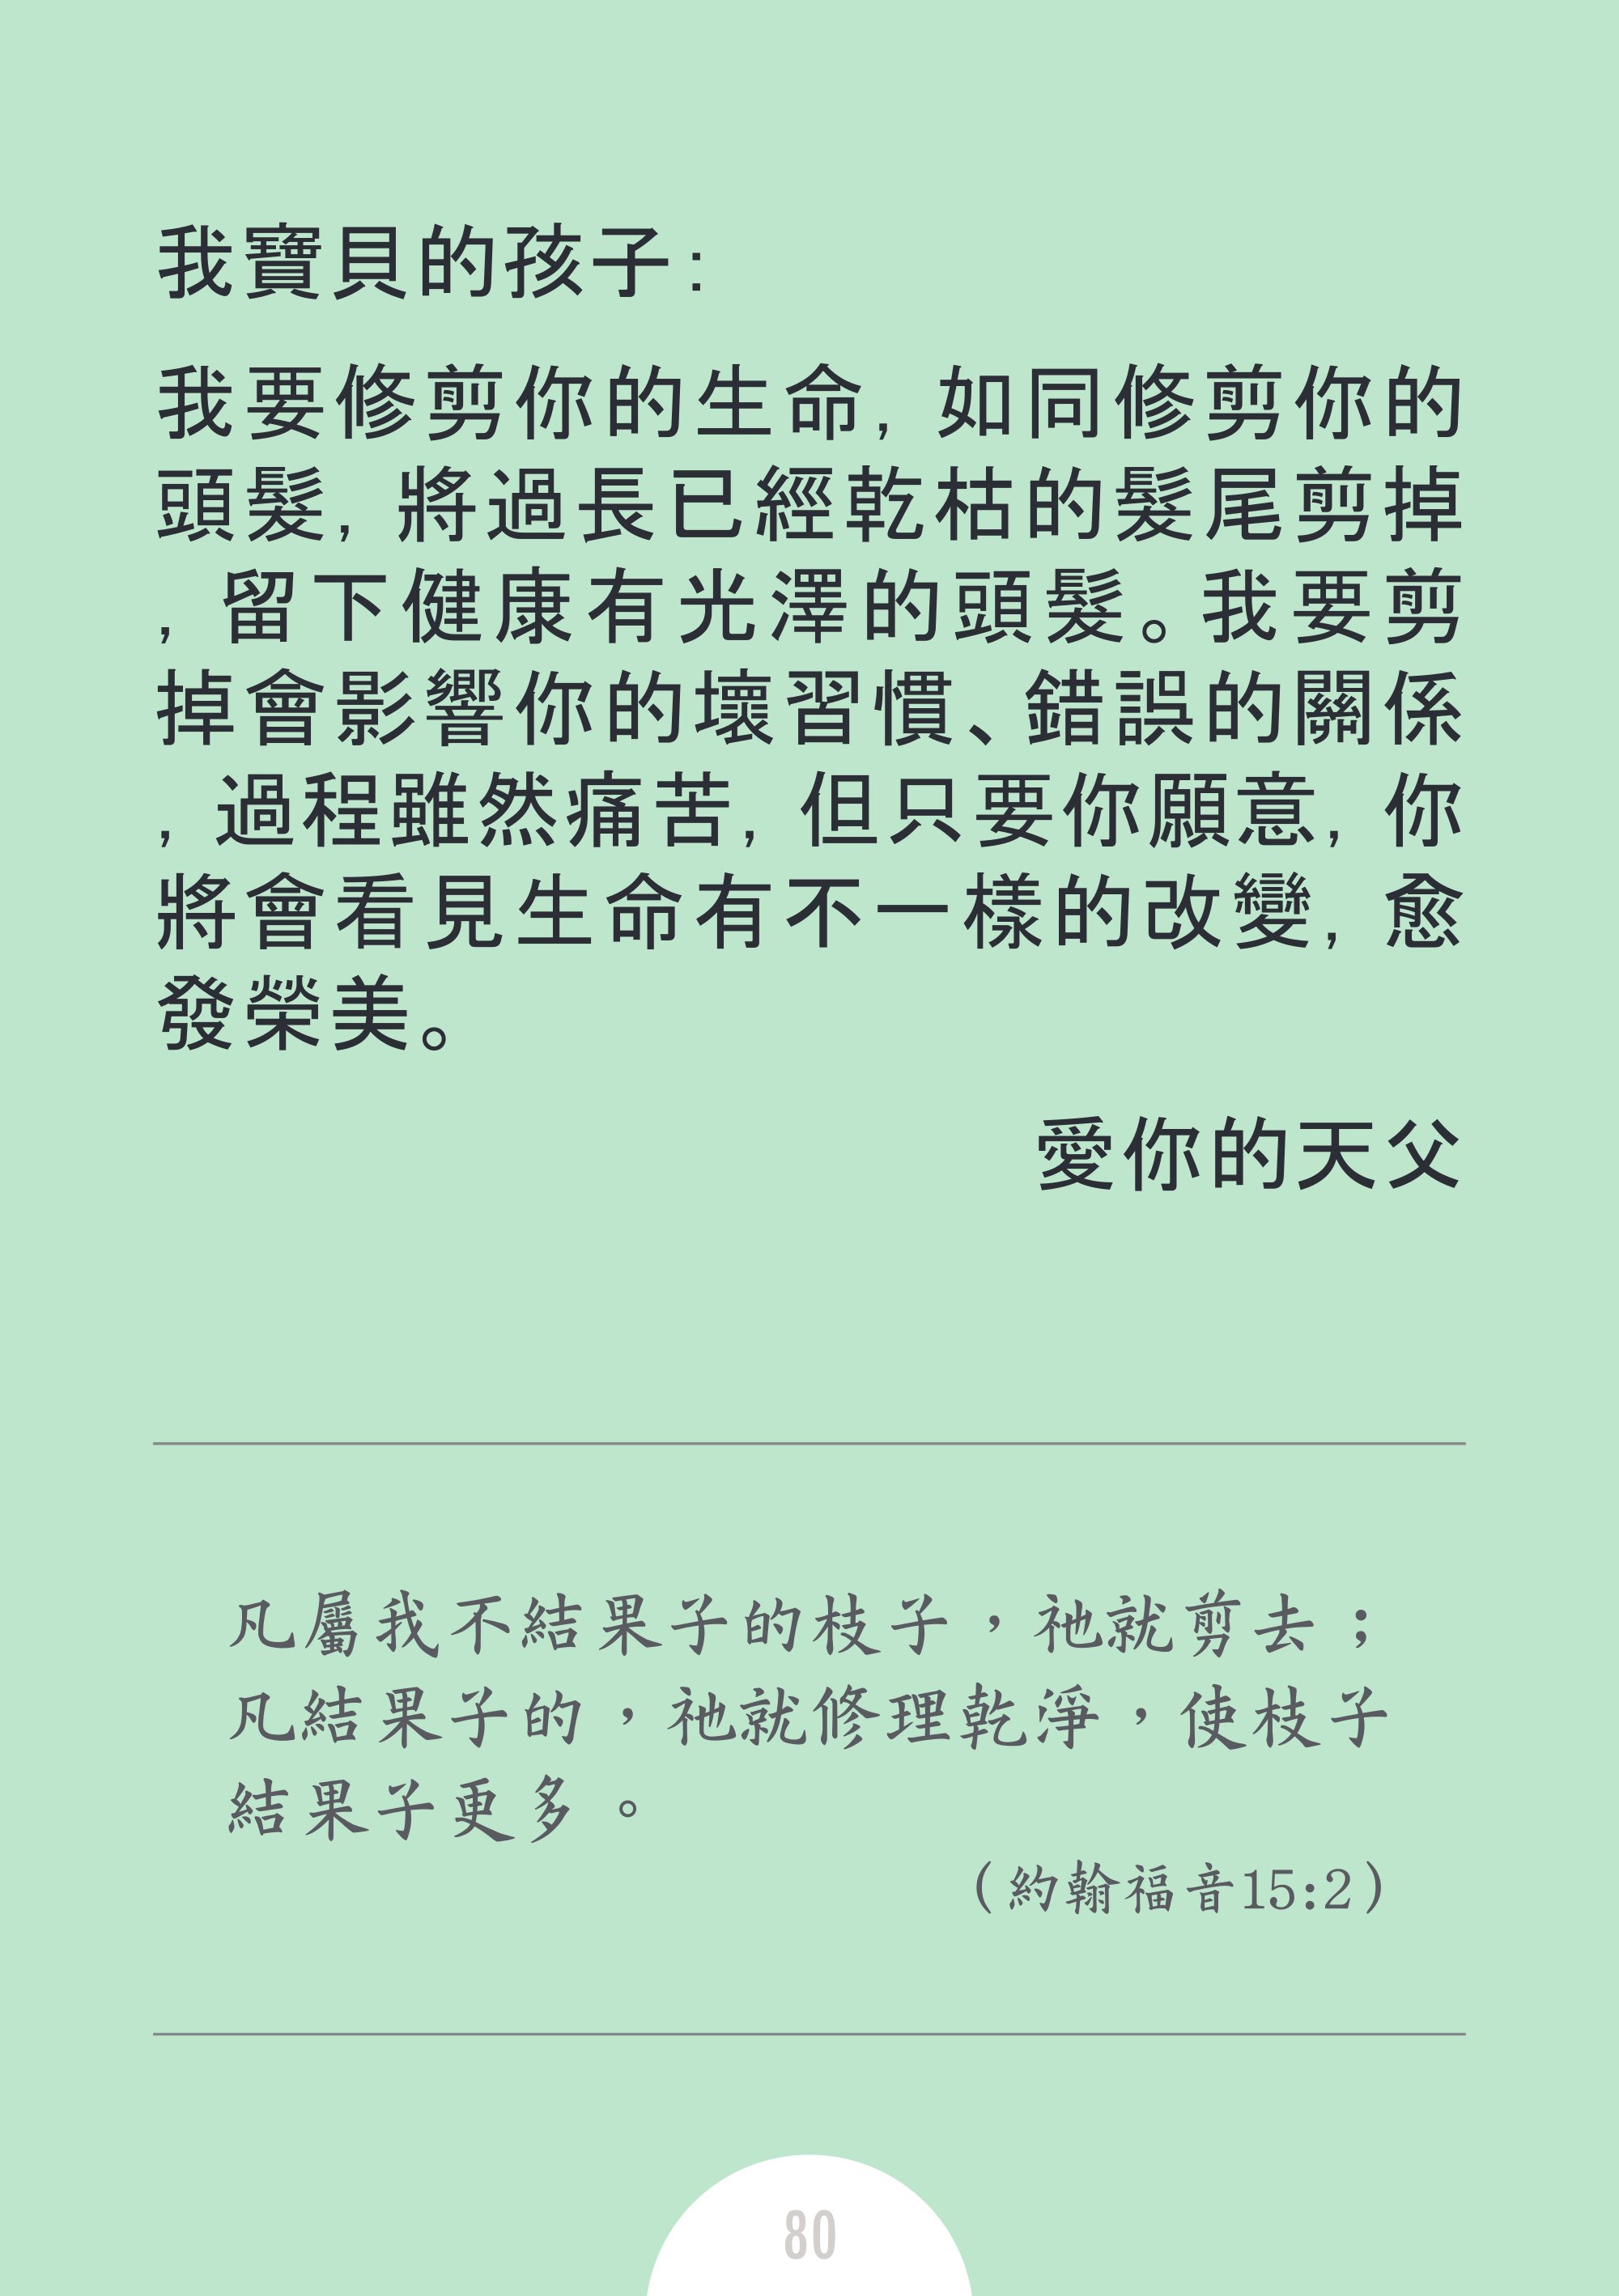 我寶貝的孩子：
我要修剪你的生命，如同修剪你的
頭髮，將過長已經乾枯的髮尾剪掉
，留下健康有光澤的頭髮。我要剪
掉會影響你的壞習慣、錯誤的關係
，過程雖然痛苦，但只要你願意，你
將會看見生命有不一樣的改變，愈
發榮美。
愛你的天父
凡屬我不結果子的枝子，祂就剪去；
凡結果子的，祂就修理乾淨，使枝子
結果子更多 。
（約翰福音15:2）
80